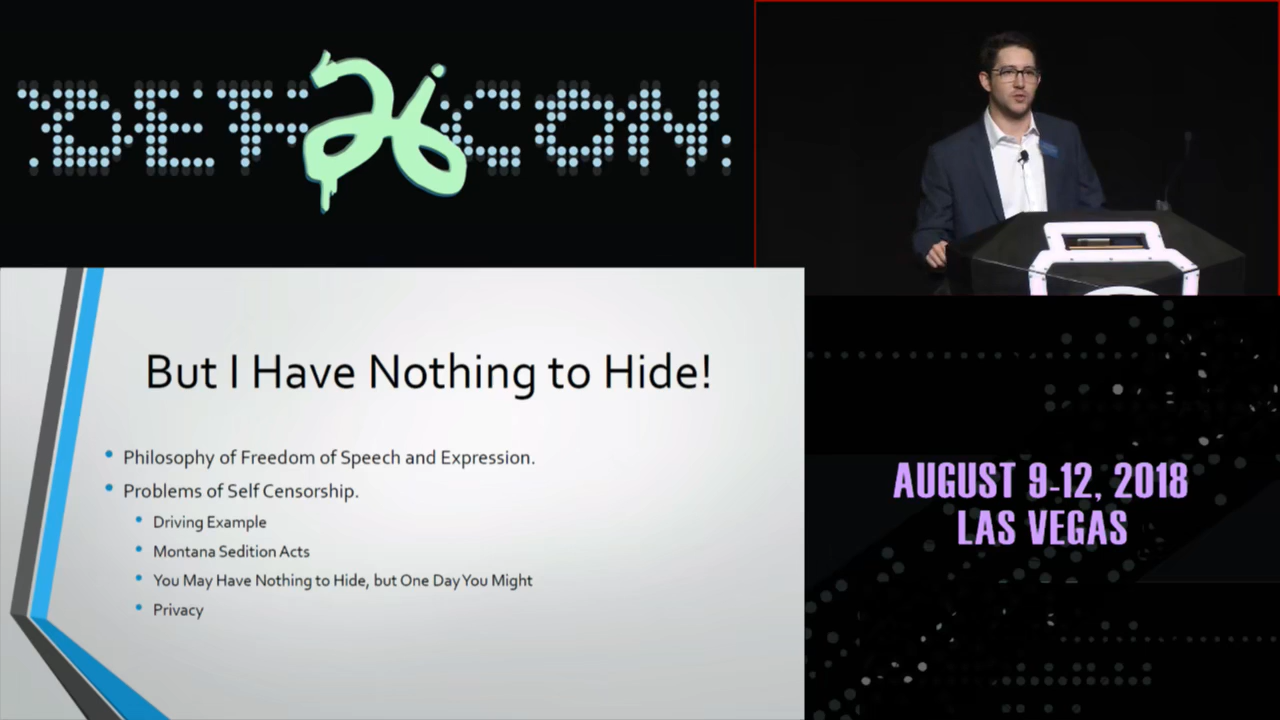 DEF 26 CON
But I Have Nothing to Hide!
Philosophy of Freedom of Speech and Expression.
Problems of Self Censorship.
Driving Example
Montana Sedition Acts
You May Have Nothing to Hide, but One Day You Might
Privacy
AUGUST 9-12, 2018
LAS VEGAS